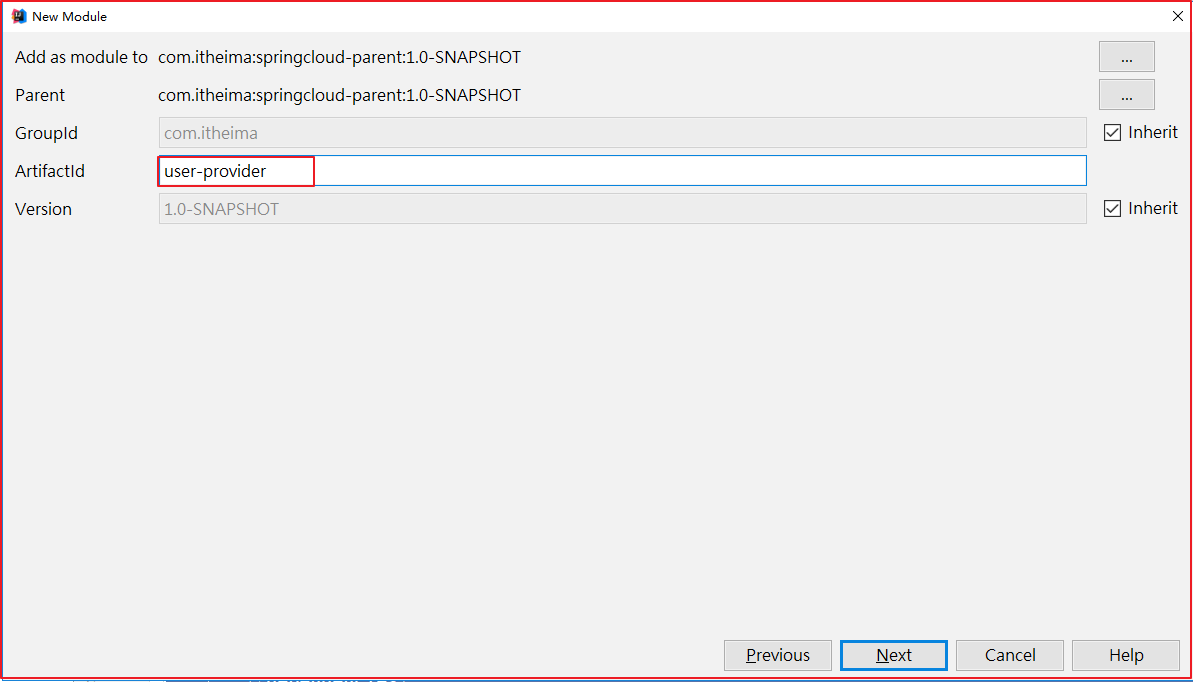 New Module
Add as module to com.itheima:springcloud-parent:1.0-SNAPSHOT ...
Parent com.itheima:springcloud-parent:1.0-SNAPSHOT ...
GroupId com.itheima Inherit
ArtifactId user-provider
Version 1.0-SNAPSHOT Inherit
Previous Next Cancel Help